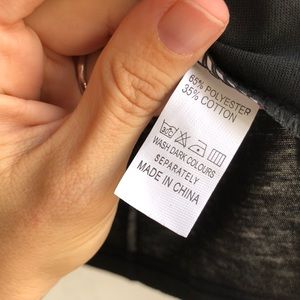 65% POLYESTER
35% COTTON
WASH DARK COLOURS
SEPARATELY
MADE IN CHINA